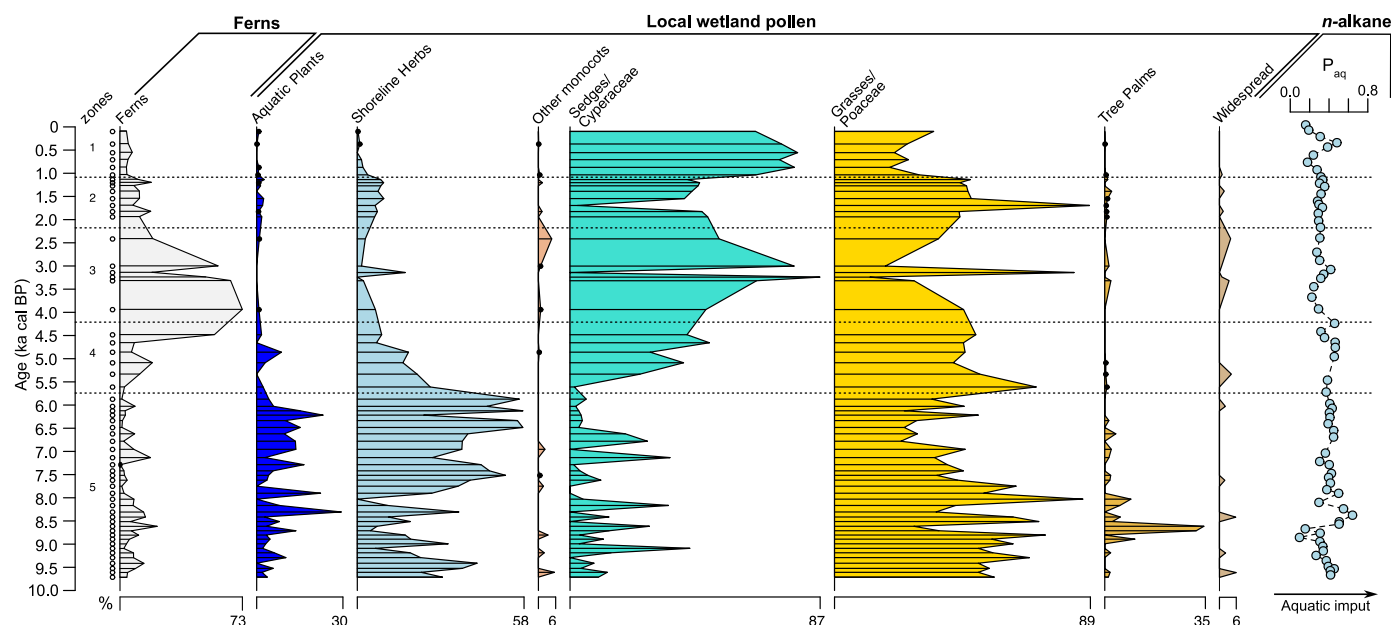 Ferns
Local wetland pollen
n-alkane
zones
Ferns
Aquatic Plants
Shoreline Herbs
Other monocots
Sedges/
Cyperaceae
Grasses/
Poaceae
Tree Palms
Widespread
Paq
0.0 0.8
Age (ka cal BP)
0
0.5
1.0
1.5
2.0
2.5
3.0
3.5
4.0
4.5
5.0
5.5
6.0
6.5
7.0
7.5
8.0
8.5
9.0
9.5
10.0
1
2
3
4
5
Aquatic imput
% 73 30 58 6 87 89 35 6